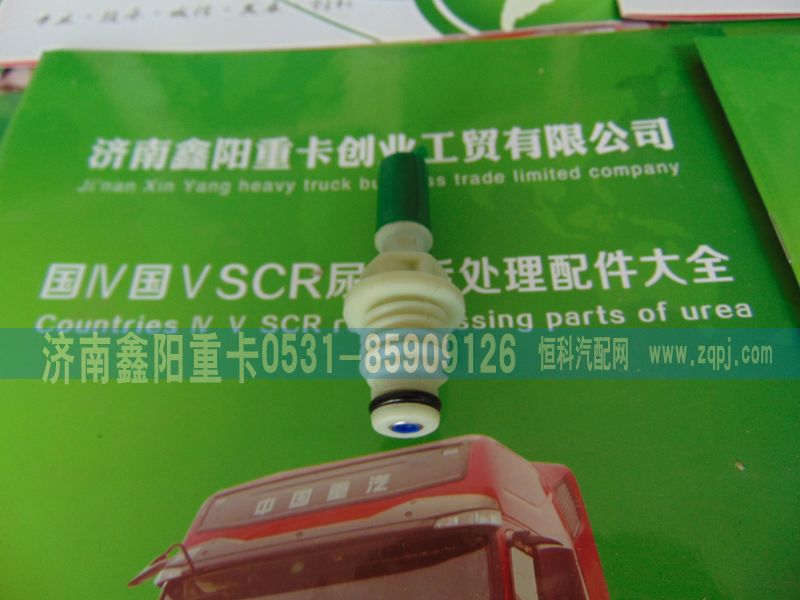 济南鑫阳重卡创业工贸有限公司
Ji'nan Xin Yang heavy truck bu ss trade limited company
国Ⅳ国Ⅴ SCR尿 处理配件大全
Countries Ⅳ Ⅴ SCR r ssing parts of urea
济南鑫阳重卡0531-85909126 恒科汽配网 www.zqpj.com
中国重汽